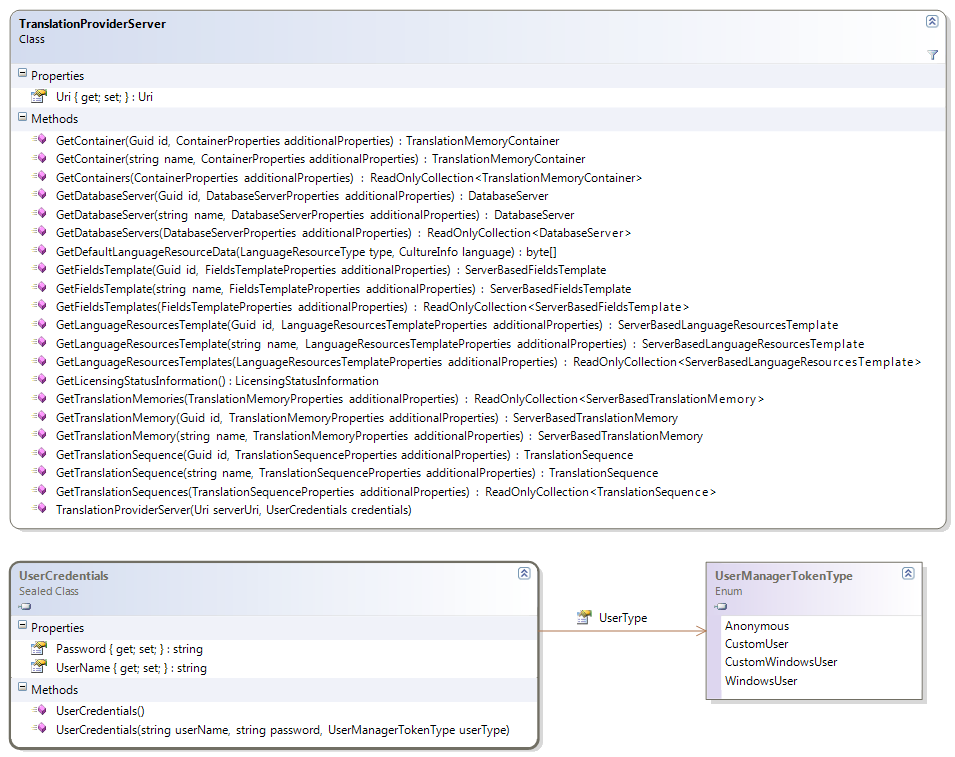 TranslationProviderServer
Class
Properties
Uri { get; set; } : Uri
Methods
GetContainer(Guid id, ContainerProperties additionalProperties) : TranslationMemoryContainer
GetContainer(string name, ContainerProperties additionalProperties) : TranslationMemoryContainer
GetContainers(ContainerProperties additionalProperties) : ReadOnlyCollection<TranslationMemoryContainer>
GetDatabaseServer(Guid id, DatabaseServerProperties additionalProperties) : DatabaseServer
GetDatabaseServer(string name, DatabaseServerProperties additionalProperties) : DatabaseServer
GetDatabaseServers(DatabaseServerProperties additionalProperties) : ReadOnlyCollection<DatabaseServer>
GetDefaultLanguageResourceData(LanguageResourceType type, CultureInfo language) : byte[]
GetFieldsTemplate(Guid id, FieldsTemplateProperties additionalProperties) : ServerBasedFieldsTemplate
GetFieldsTemplate(string name, FieldsTemplateProperties additionalProperties) : ServerBasedFieldsTemplate
GetFieldsTemplates(FieldsTemplateProperties additionalProperties) : ReadOnlyCollection<ServerBasedFieldsTemplate>
GetLanguageResourcesTemplate(Guid id, LanguageResourcesTemplateProperties additionalProperties) : ServerBasedLanguageResourcesTemplate
GetLanguageResourcesTemplate(string name, LanguageResourcesTemplateProperties additionalProperties) : ServerBasedLanguageResourcesTemplate
GetLanguageResourcesTemplates(LanguageResourcesTemplateProperties additionalProperties) : ReadOnlyCollection<ServerBasedLanguageResourcesTemplate>
GetLicensingStatusInformation() : LicensingStatusInformation
GetTranslationMemories(TranslationMemoryProperties additionalProperties) : ReadOnlyCollection<ServerBasedTranslationMemory>
GetTranslationMemory(Guid id, TranslationMemoryProperties additionalProperties) : ServerBasedTranslationMemory
GetTranslationMemory(string name, TranslationMemoryProperties additionalProperties) : ServerBasedTranslationMemory
GetTranslationSequence(Guid id, TranslationSequenceProperties additionalProperties) : TranslationSequence
GetTranslationSequence(string name, TranslationSequenceProperties additionalProperties) : TranslationSequence
GetTranslationSequences(TranslationSequenceProperties additionalProperties) : ReadOnlyCollection<TranslationSequence>
TranslationProviderServer(Uri serverUri, UserCredentials credentials)
UserCredentials
Sealed Class
Properties
Password { get; set; } : string
UserName { get; set; } : string
Methods
UserCredentials()
UserCredentials(string userName, string password, UserManagerTokenType userType)
UserType
UserManagerTokenType
Enum
Anonymous
CustomUser
CustomWindowsUser
WindowsUser